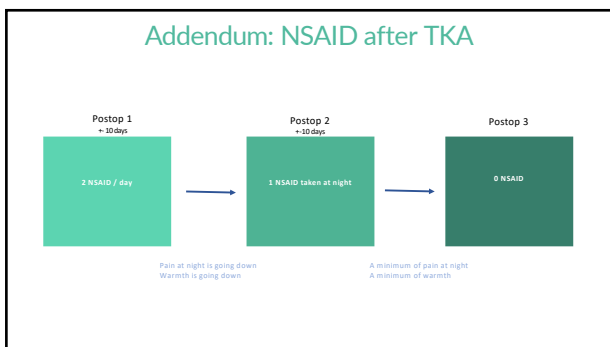 Addendum: NSAID after TKA
Postop 1
+- 10 days
2 NSAID / day
Postop 2
+-10 days
1 NSAID taken at night
Postop 3
0 NSAID
Pain at night is going down
Warmth is going down
A minimum of pain at night
A minimum of warmth